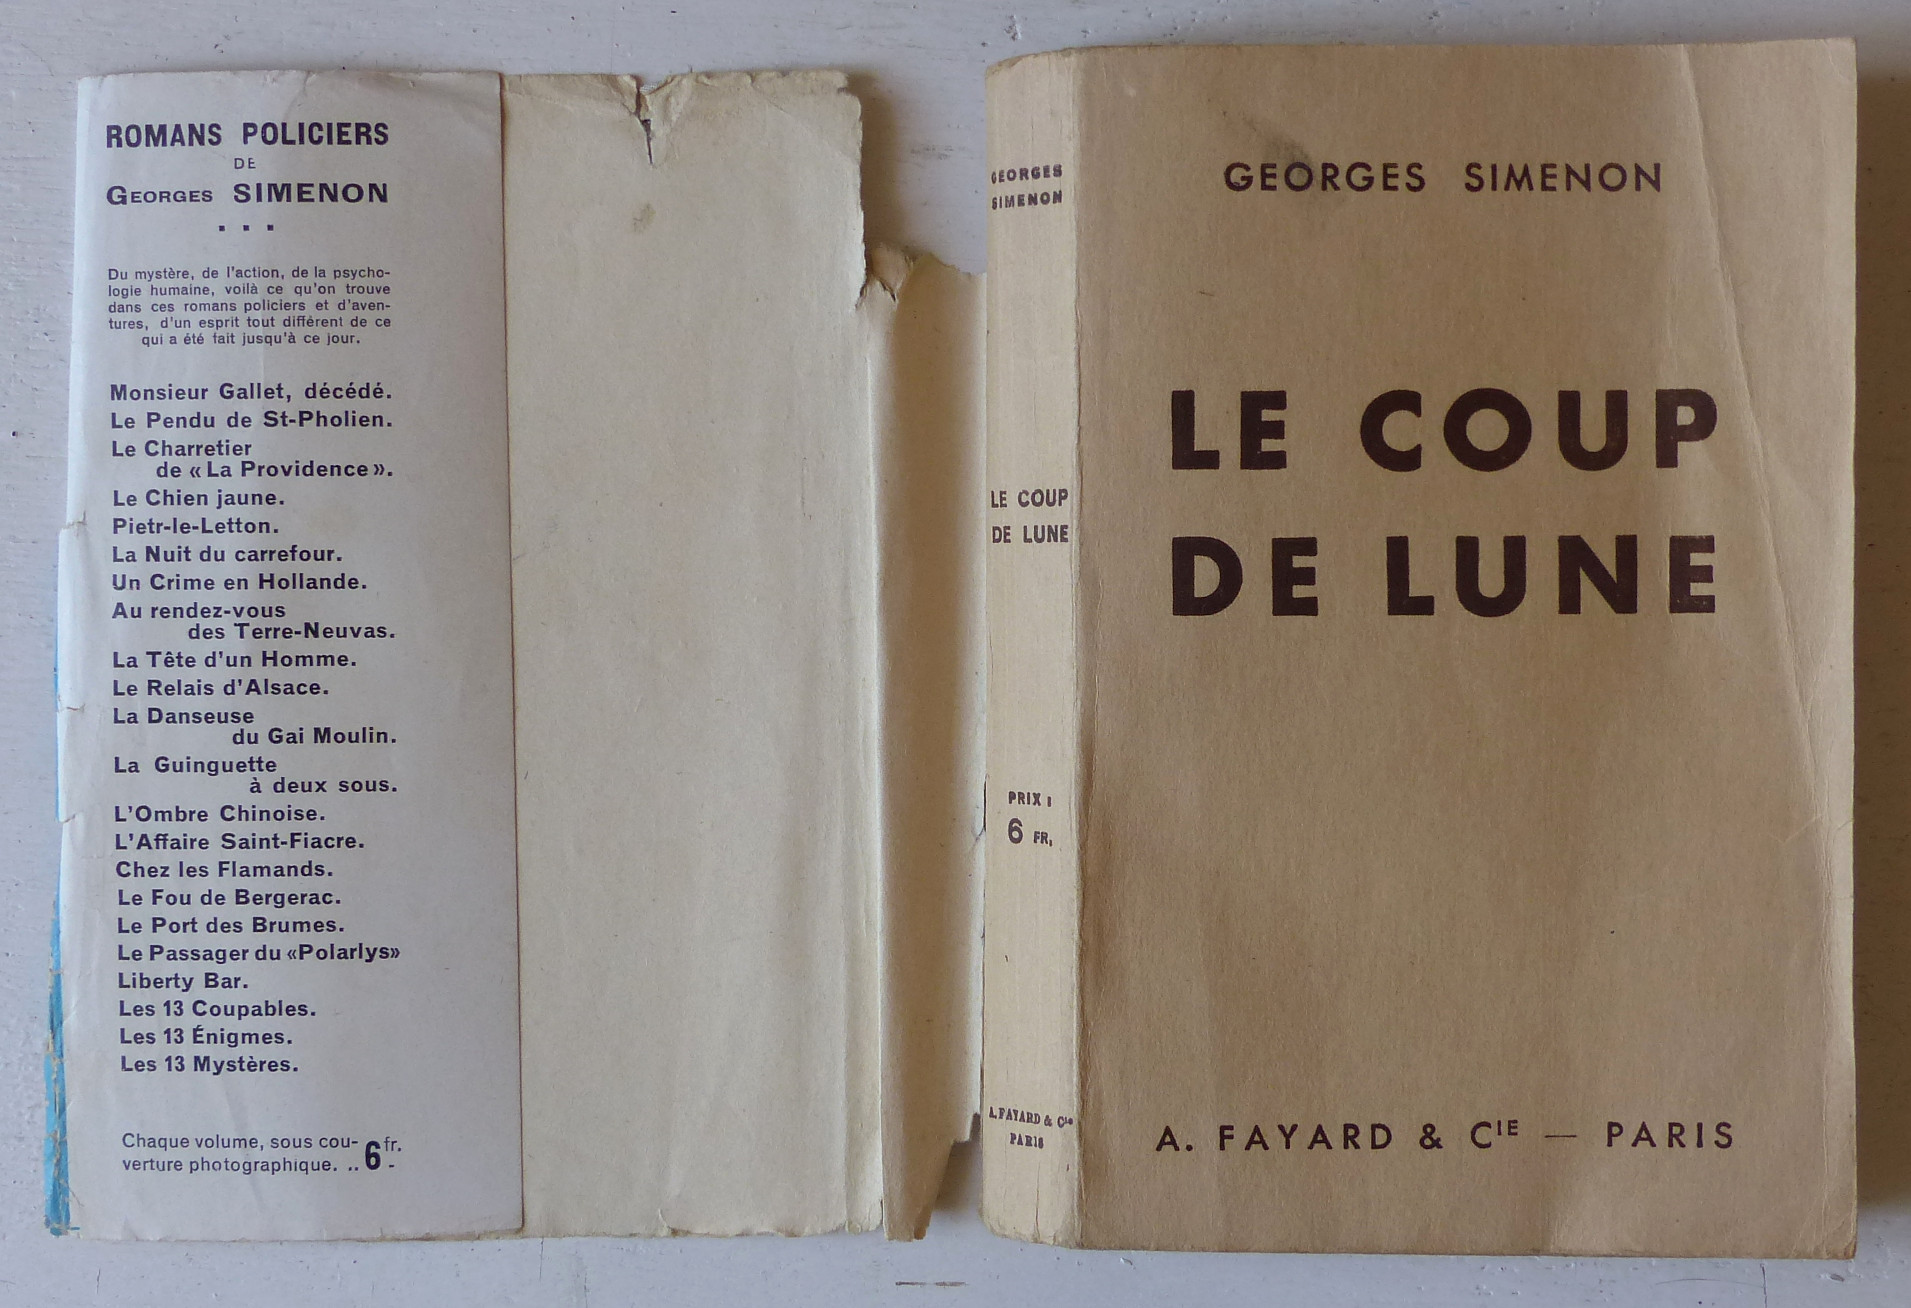 ROMANS POLICIERS
DE
GEORGES SIMENON
Du mystère, de l'action, de la psycho-
logie humaine, voilà ce qu'on trouve
dans ces romans policiers et d'aven-
tures, d'un esprit tout différent de ce
qui a été fait jusqu'à ce jour.
Monsieur Gallet, décédé.
Le Pendu de St-Pholien.
Le Charretier
de « La Providence ».
Le Chien jaune.
Pietr-le-Letton.
La Nuit du carrefour.
Un Crime en Hollande.
Au rendez-vous
des Terre-Neuvas.
La Tête d'un Homme.
Le Relais d'Alsace.
La Danseuse
du Gai Moulin.
La Guinguette
à deux sous.
L'Ombre Chinoise.
L'Affaire Saint-Fiacre.
Chez les Flamands.
Le Fou de Bergerac.
Le Port des Brumes.
Le Passager du «Polarlys»
Liberty Bar.
Les 13 Coupables.
Les 13 Énigmes.
Les 13 Mystères.
Chaque volume, sous cou-
verture photographique. .. 6 fr. -
GEORGES
SIMENON
LE COUP
DE LUNE
PRIX :
6 FR.
A. FAYARD & Cie
PARIS
GEORGES SIMENON
LE COUP
DE LUNE
A. FAYARD & CIE — PARIS